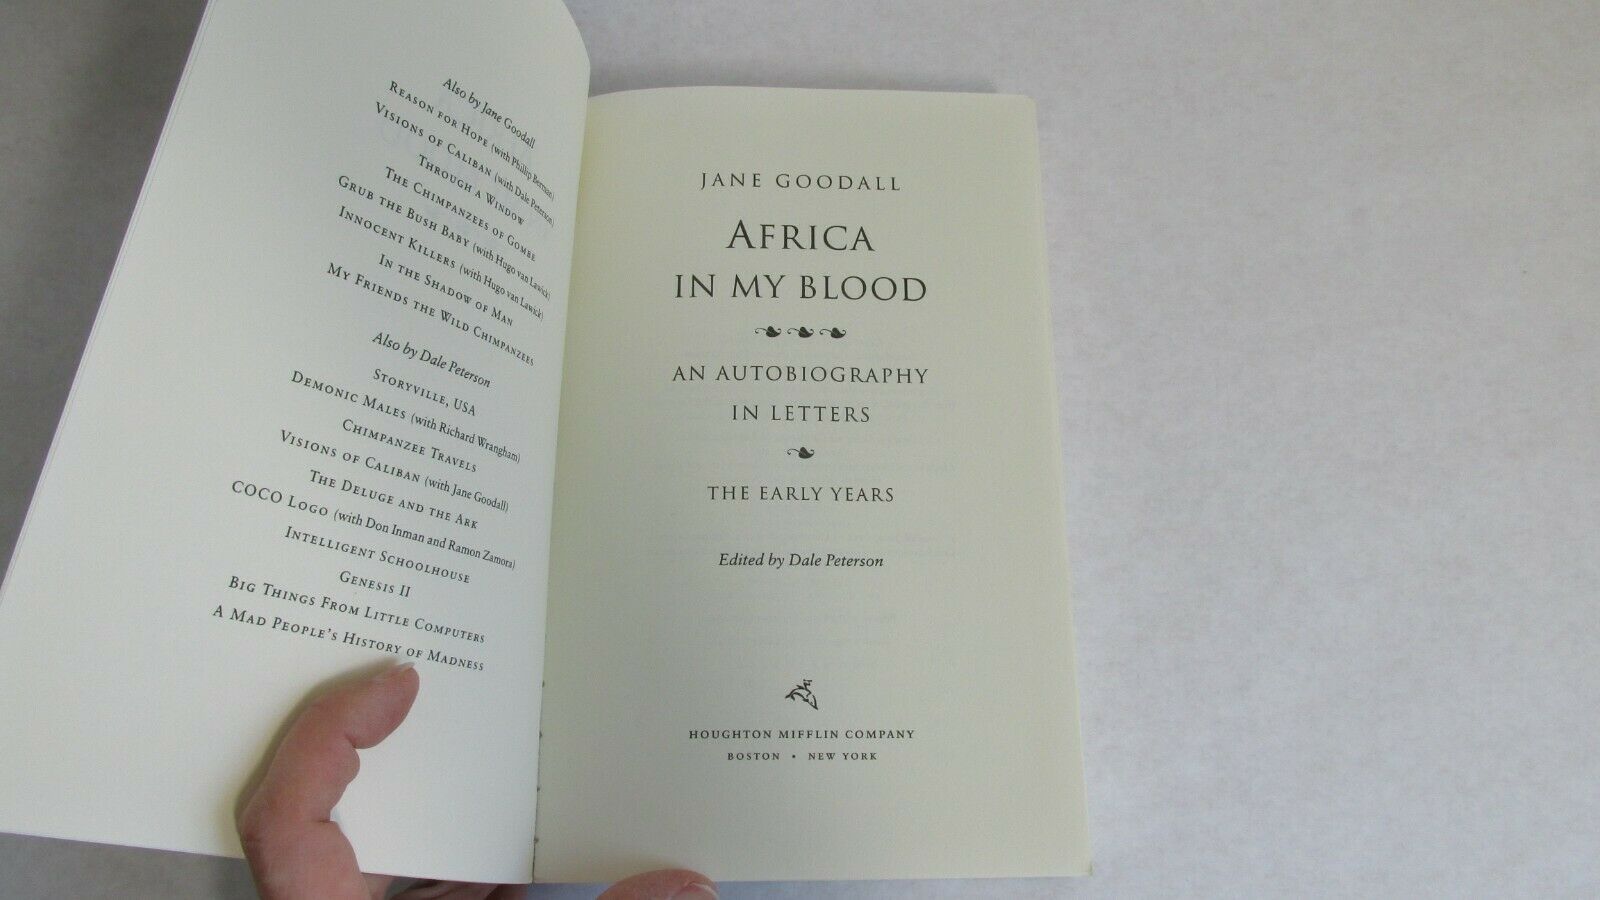 Also by Jane Goodall
Reason for Hope (with Phillip Berman)
Visions of Caliban (with Dale Peterson)
Through a Window
The Chimpanzees of Gombe
Grub the Bush Baby (with Hugo van Lawick)
Innocent Killers (with Hugo van Lawick)
In the Shadow of Man
My Friends the Wild Chimpanzees
Also by Dale Peterson
Storyville, USA
Demonic Males (with Richard Wrangham)
Chimpanzee Travels
Visions of Caliban (with Jane Goodall)
The Deluge and the Ark
COCO Logo (with Don Inman and Ramon Zamora)
Intelligent Schoolhouse
Genesis II
Big Things From Little Computers
A Mad People's History of Madness
JANE GOODALL
AFRICA
IN MY BLOOD
AN AUTOBIOGRAPHY
IN LETTERS
THE EARLY YEARS
Edited by Dale Peterson
HOUGHTON MIFFLIN COMPANY
BOSTON • NEW YORK